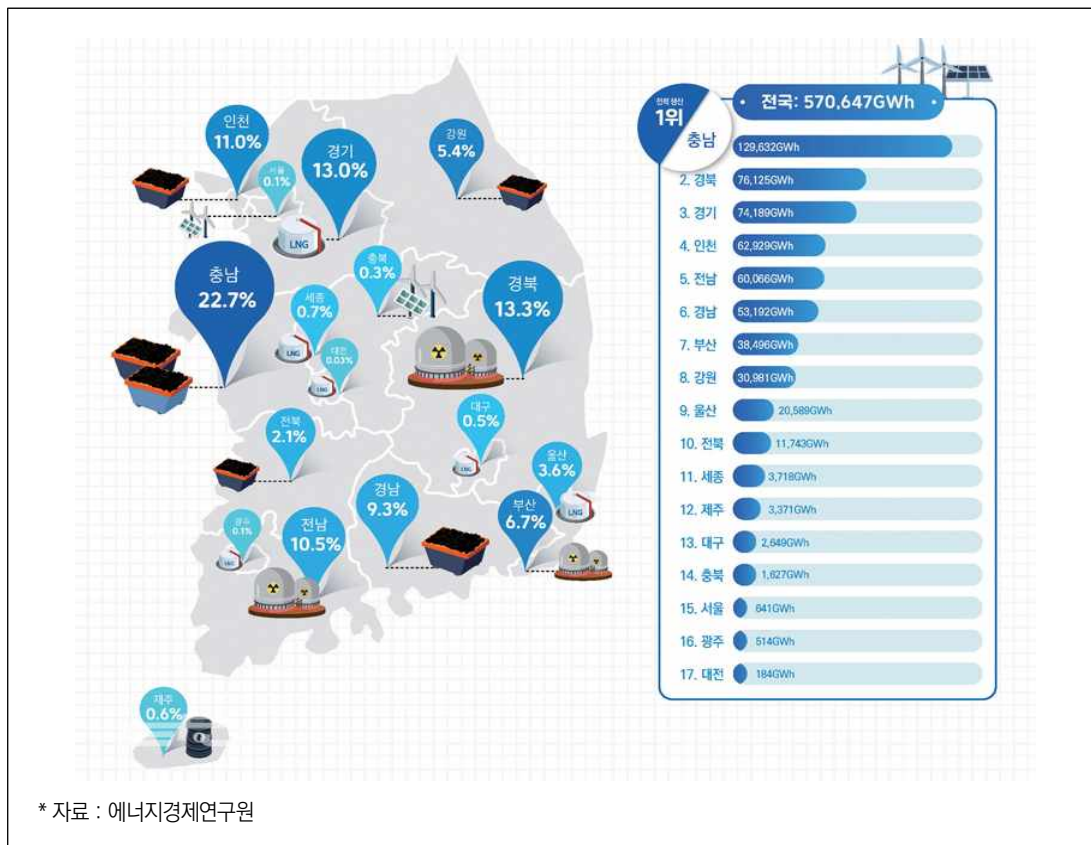 인천
11.0%
서울
0.1%
경기
13.0%
강원
5.4%
LNG
충남
22.7%
충북
0.3%
세종
0.7%
LNG
대전
0.03%
LNG
경북
13.3%
전북
2.1%
대구
0.5%
LNG
울산
3.6%
LNG
경남
9.3%
부산
6.7%
광주
0.1%
LNG
전남
10.5%
제주
0.6%
전력 생산
1위
충남
전국: 570,647GWh
129,632GWh
2. 경북 76,125GWh
3. 경기 74,189GWh
4. 인천 62,929GWh
5. 전남 60,066GWh
6. 경남 53,192GWh
7. 부산 38,496GWh
8. 강원 30,981GWh
9. 울산 20,589GWh
10. 전북 11,743GWh
11. 세종 3,718GWh
12. 제주 3,371GWh
13. 대구 2,649GWh
14. 충북 1,627GWh
15. 서울 641GWh
16. 광주 514GWh
17. 대전 184GWh
* 자료 : 에너지경제연구원